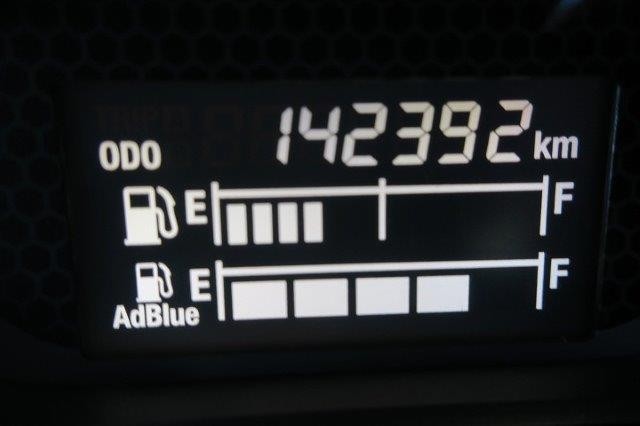 ODO 142392 km
E F
E F
AdBlue